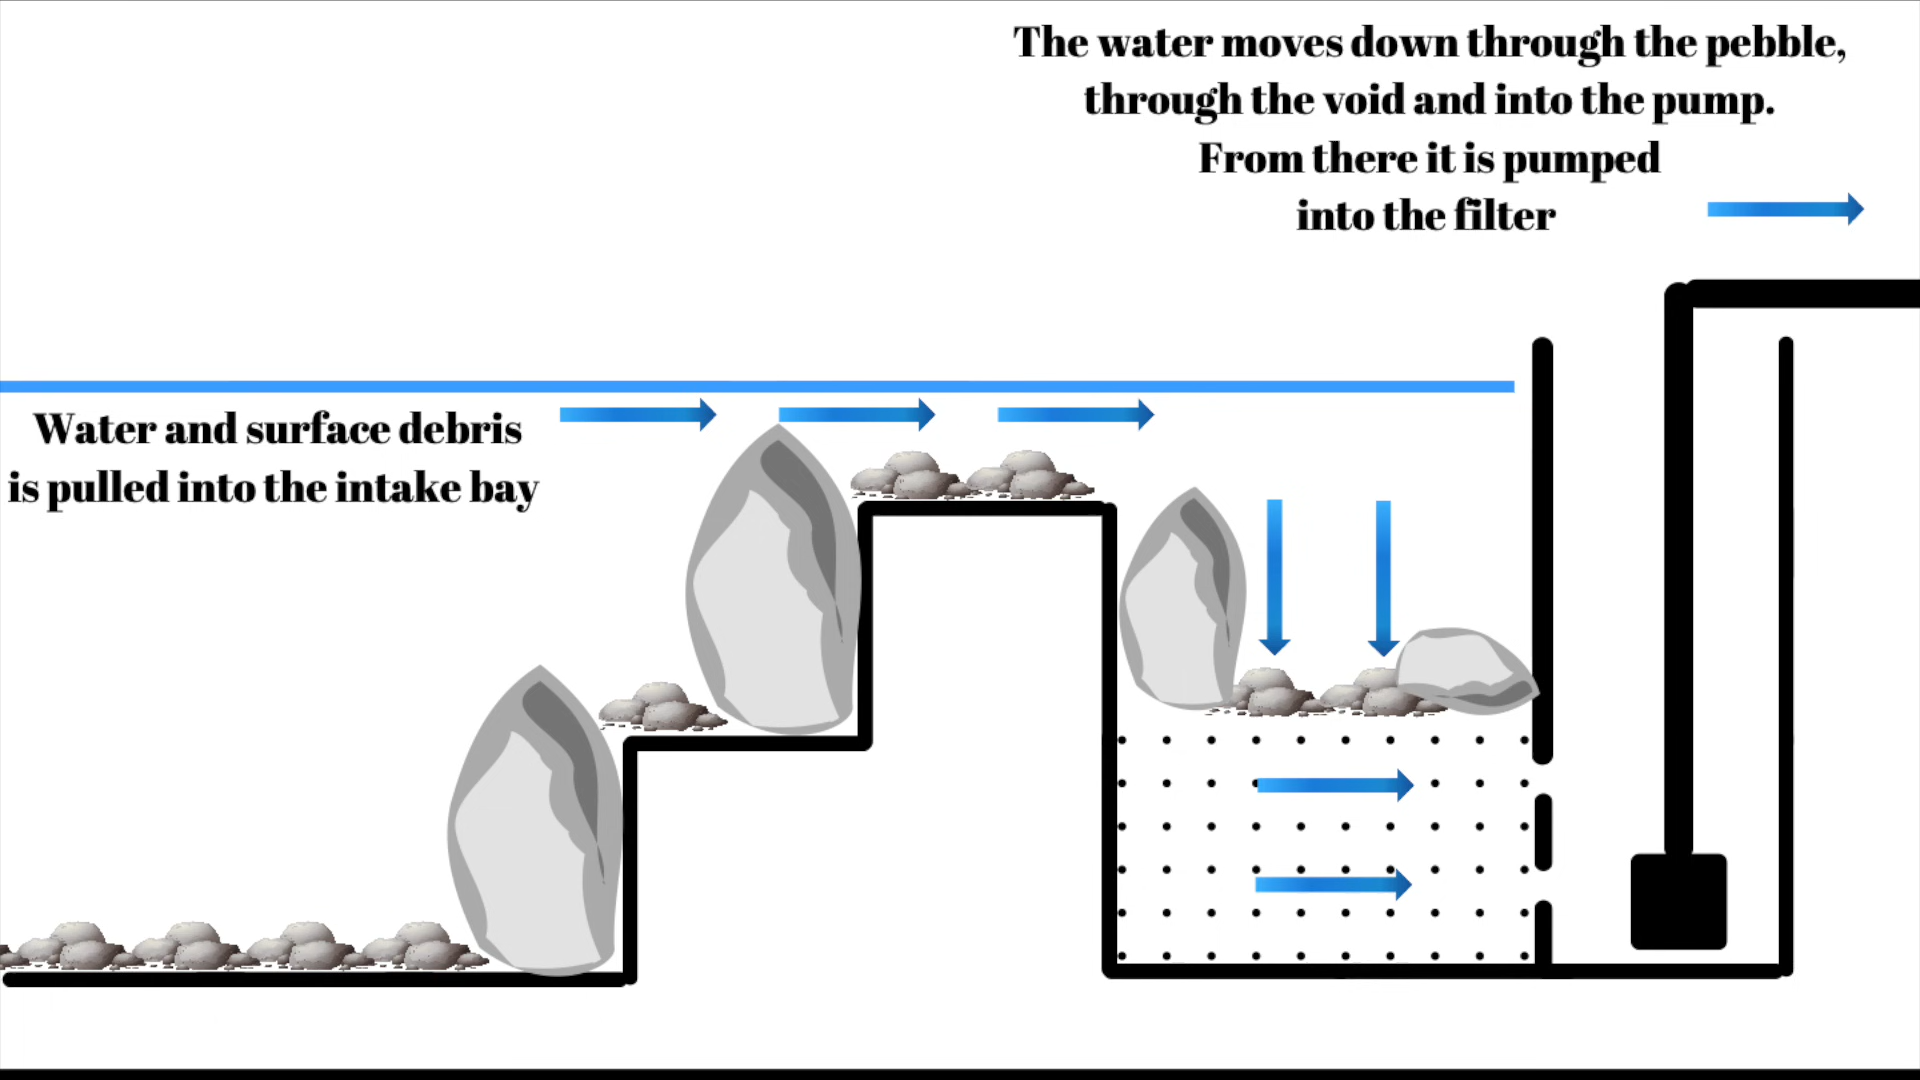 The water moves down through the pebble,
through the void and into the pump.
From there it is pumped
into the filter
Water and surface debris
is pulled into the intake bay